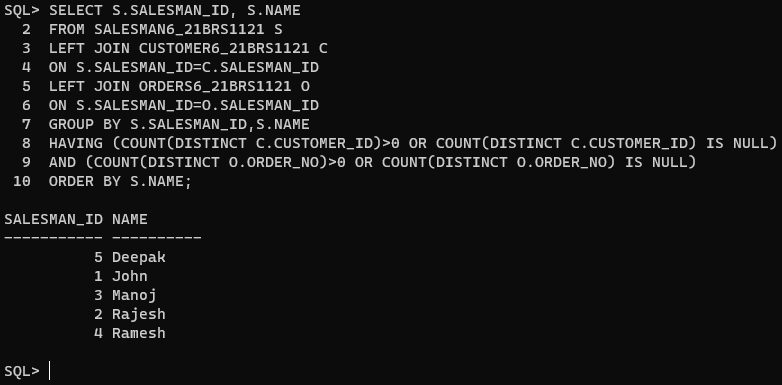 SQL> SELECT S.SALESMAN_ID, S.NAME
  2  FROM SALESMAN6_21BRS1121 S
  3  LEFT JOIN CUSTOMER6_21BRS1121 C
  4  ON S.SALESMAN_ID=C.SALESMAN_ID
  5  LEFT JOIN ORDERS6_21BRS1121 O
  6  ON S.SALESMAN_ID=O.SALESMAN_ID
  7  GROUP BY S.SALESMAN_ID,S.NAME
  8  HAVING (COUNT(DISTINCT C.CUSTOMER_ID)>0 OR COUNT(DISTINCT C.CUSTOMER_ID) IS NULL)
  9  AND (COUNT(DISTINCT O.ORDER_NO)>0 OR COUNT(DISTINCT O.ORDER_NO) IS NULL)
 10  ORDER BY S.NAME;

SALESMAN_ID NAME
----------- ----------
          5 Deepak
          1 John
          3 Manoj
          2 Rajesh
          4 Ramesh

SQL>